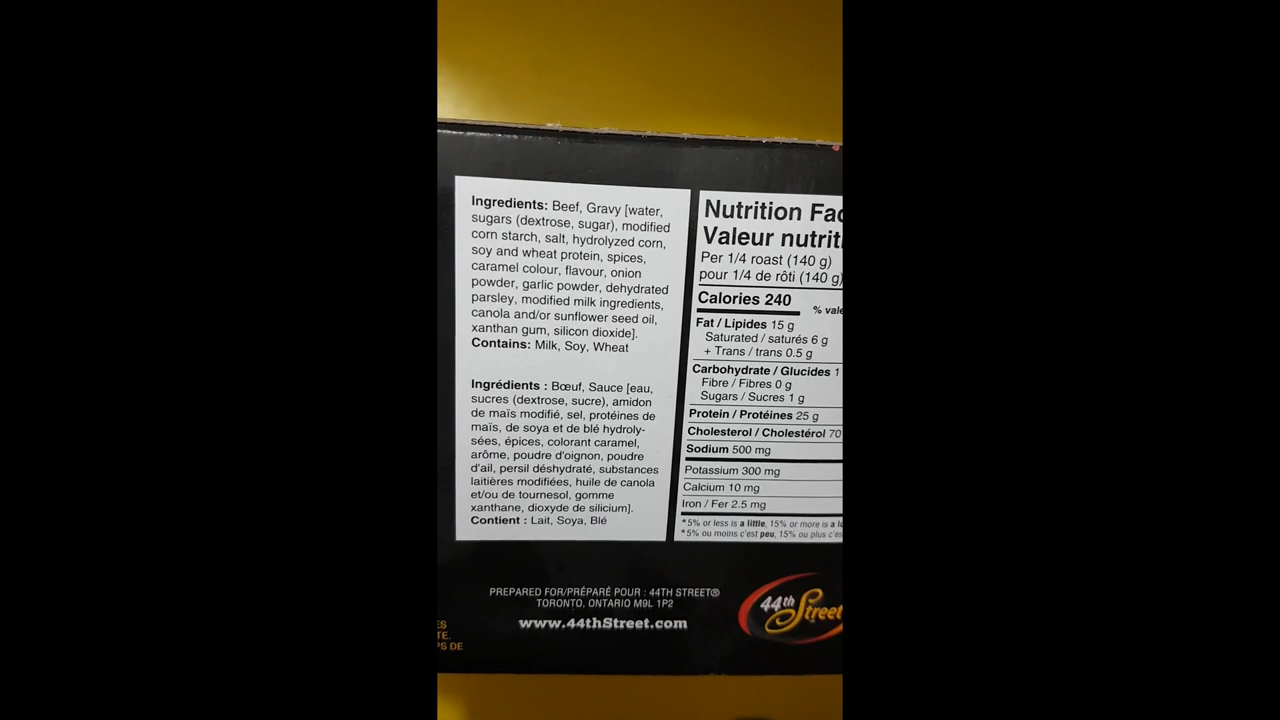 Ingredients: Beef, Gravy [water,
sugars (dextrose, sugar), modified
corn starch, salt, hydrolyzed corn,
soy and wheat protein, spices,
caramel colour, flavour, onion
powder, garlic powder, dehydrated
parsley, modified milk ingredients,
canola and/or sunflower seed oil,
xanthan gum, silicon dioxide].
Contains: Milk, Soy, Wheat
Ingrédients : Bœuf, Sauce [eau,
sucres (dextrose, sucre), amidon
de maïs modifié, sel, protéines de
maïs, de soya et de blé hydroly-
sées, épices, colorant caramel,
arôme, poudre d'oignon, poudre
d'ail, persil déshydraté, substances
laitières modifiées, huile de canola
et/ou de tournesol, gomme
xanthane, dioxyde de silicium].
Contient : Lait, Soya, Blé
Nutrition Fac
Valeur nutriti
Per 1/4 roast (140 g)
pour 1/4 de rôti (140 g)
Calories 240
% vale
Fat / Lipides 15 g
Saturated / saturés 6 g
+ Trans / trans 0.5 g
Carbohydrate / Glucides 1
Fibre / Fibres 0 g
Sugars / Sucres 1 g
Protein / Protéines 25 g
Cholesterol / Cholestérol 70
Sodium 500 mg
Potassium 300 mg
Calcium 10 mg
Iron / Fer 2.5 mg
*5% or less is a little, 15% or more is a lo
*5% ou moins c'est peu, 15% ou plus c'es
PREPARED FOR/PRÉPARÉ POUR : 44TH STREET®
TORONTO, ONTARIO M9L 1P2
www.44thStreet.com
44th Street
ES
TE.
PS DE